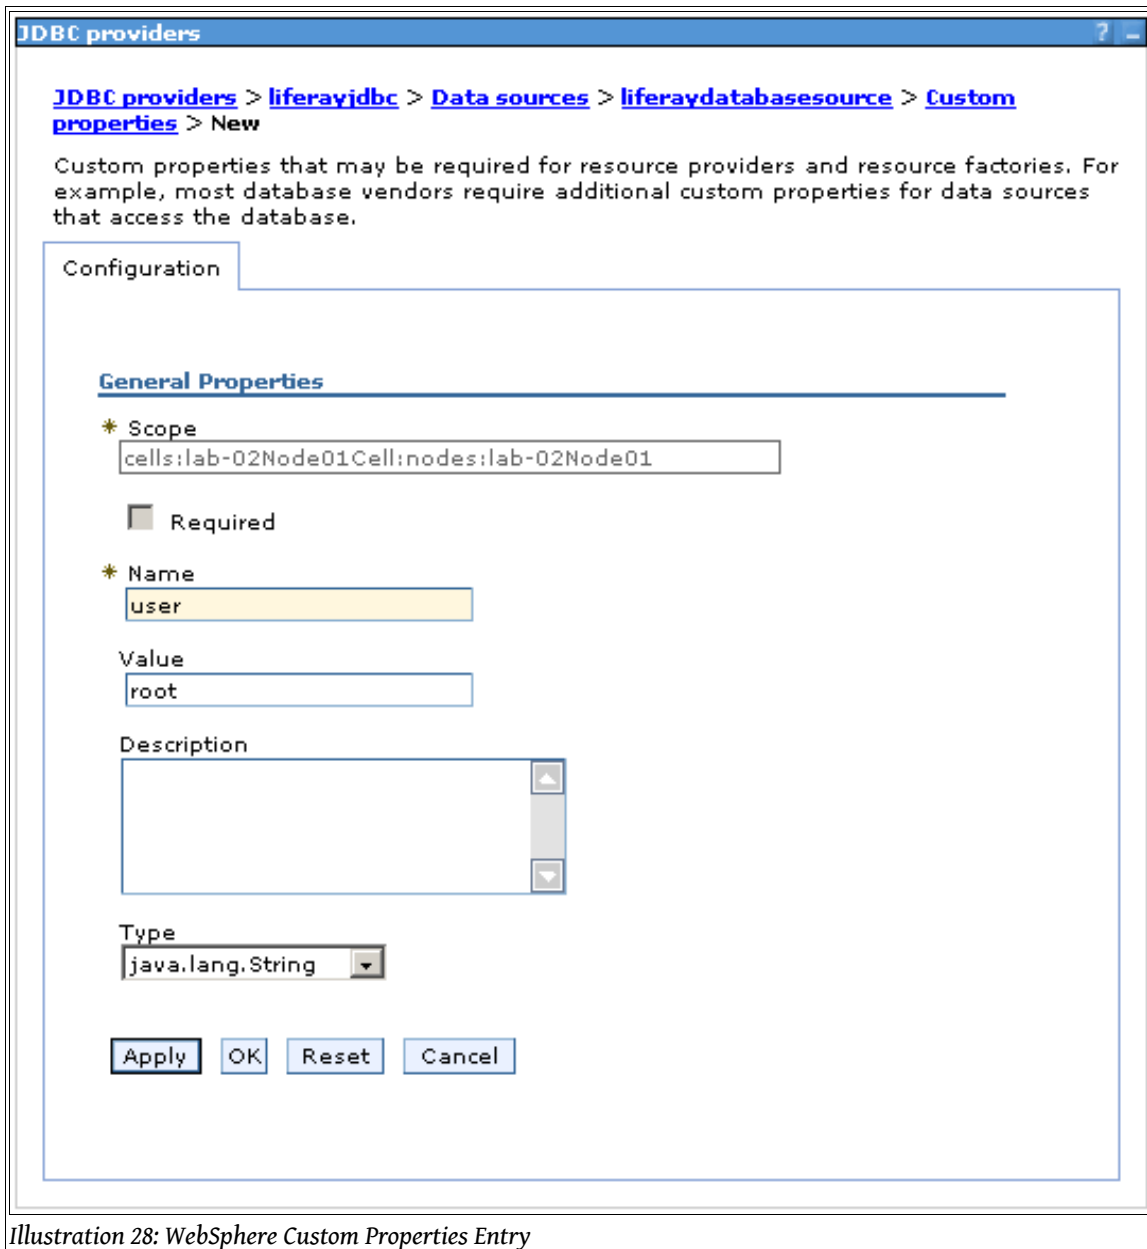 JDBC providers ? –
JDBC providers > liferayjdbc > Data sources > liferaydatabasesource > Custom
properties > New
Custom properties that may be required for resource providers and resource factories. For
example, most database vendors require additional custom properties for data sources
that access the database.
Configuration
General Properties
* Scope
cells:lab-02Node01Cell:nodes:lab-02Node01
Required
* Name
user
Value
root
Description
Type
java.lang.String
Apply OK Reset Cancel
Illustration 28: WebSphere Custom Properties Entry